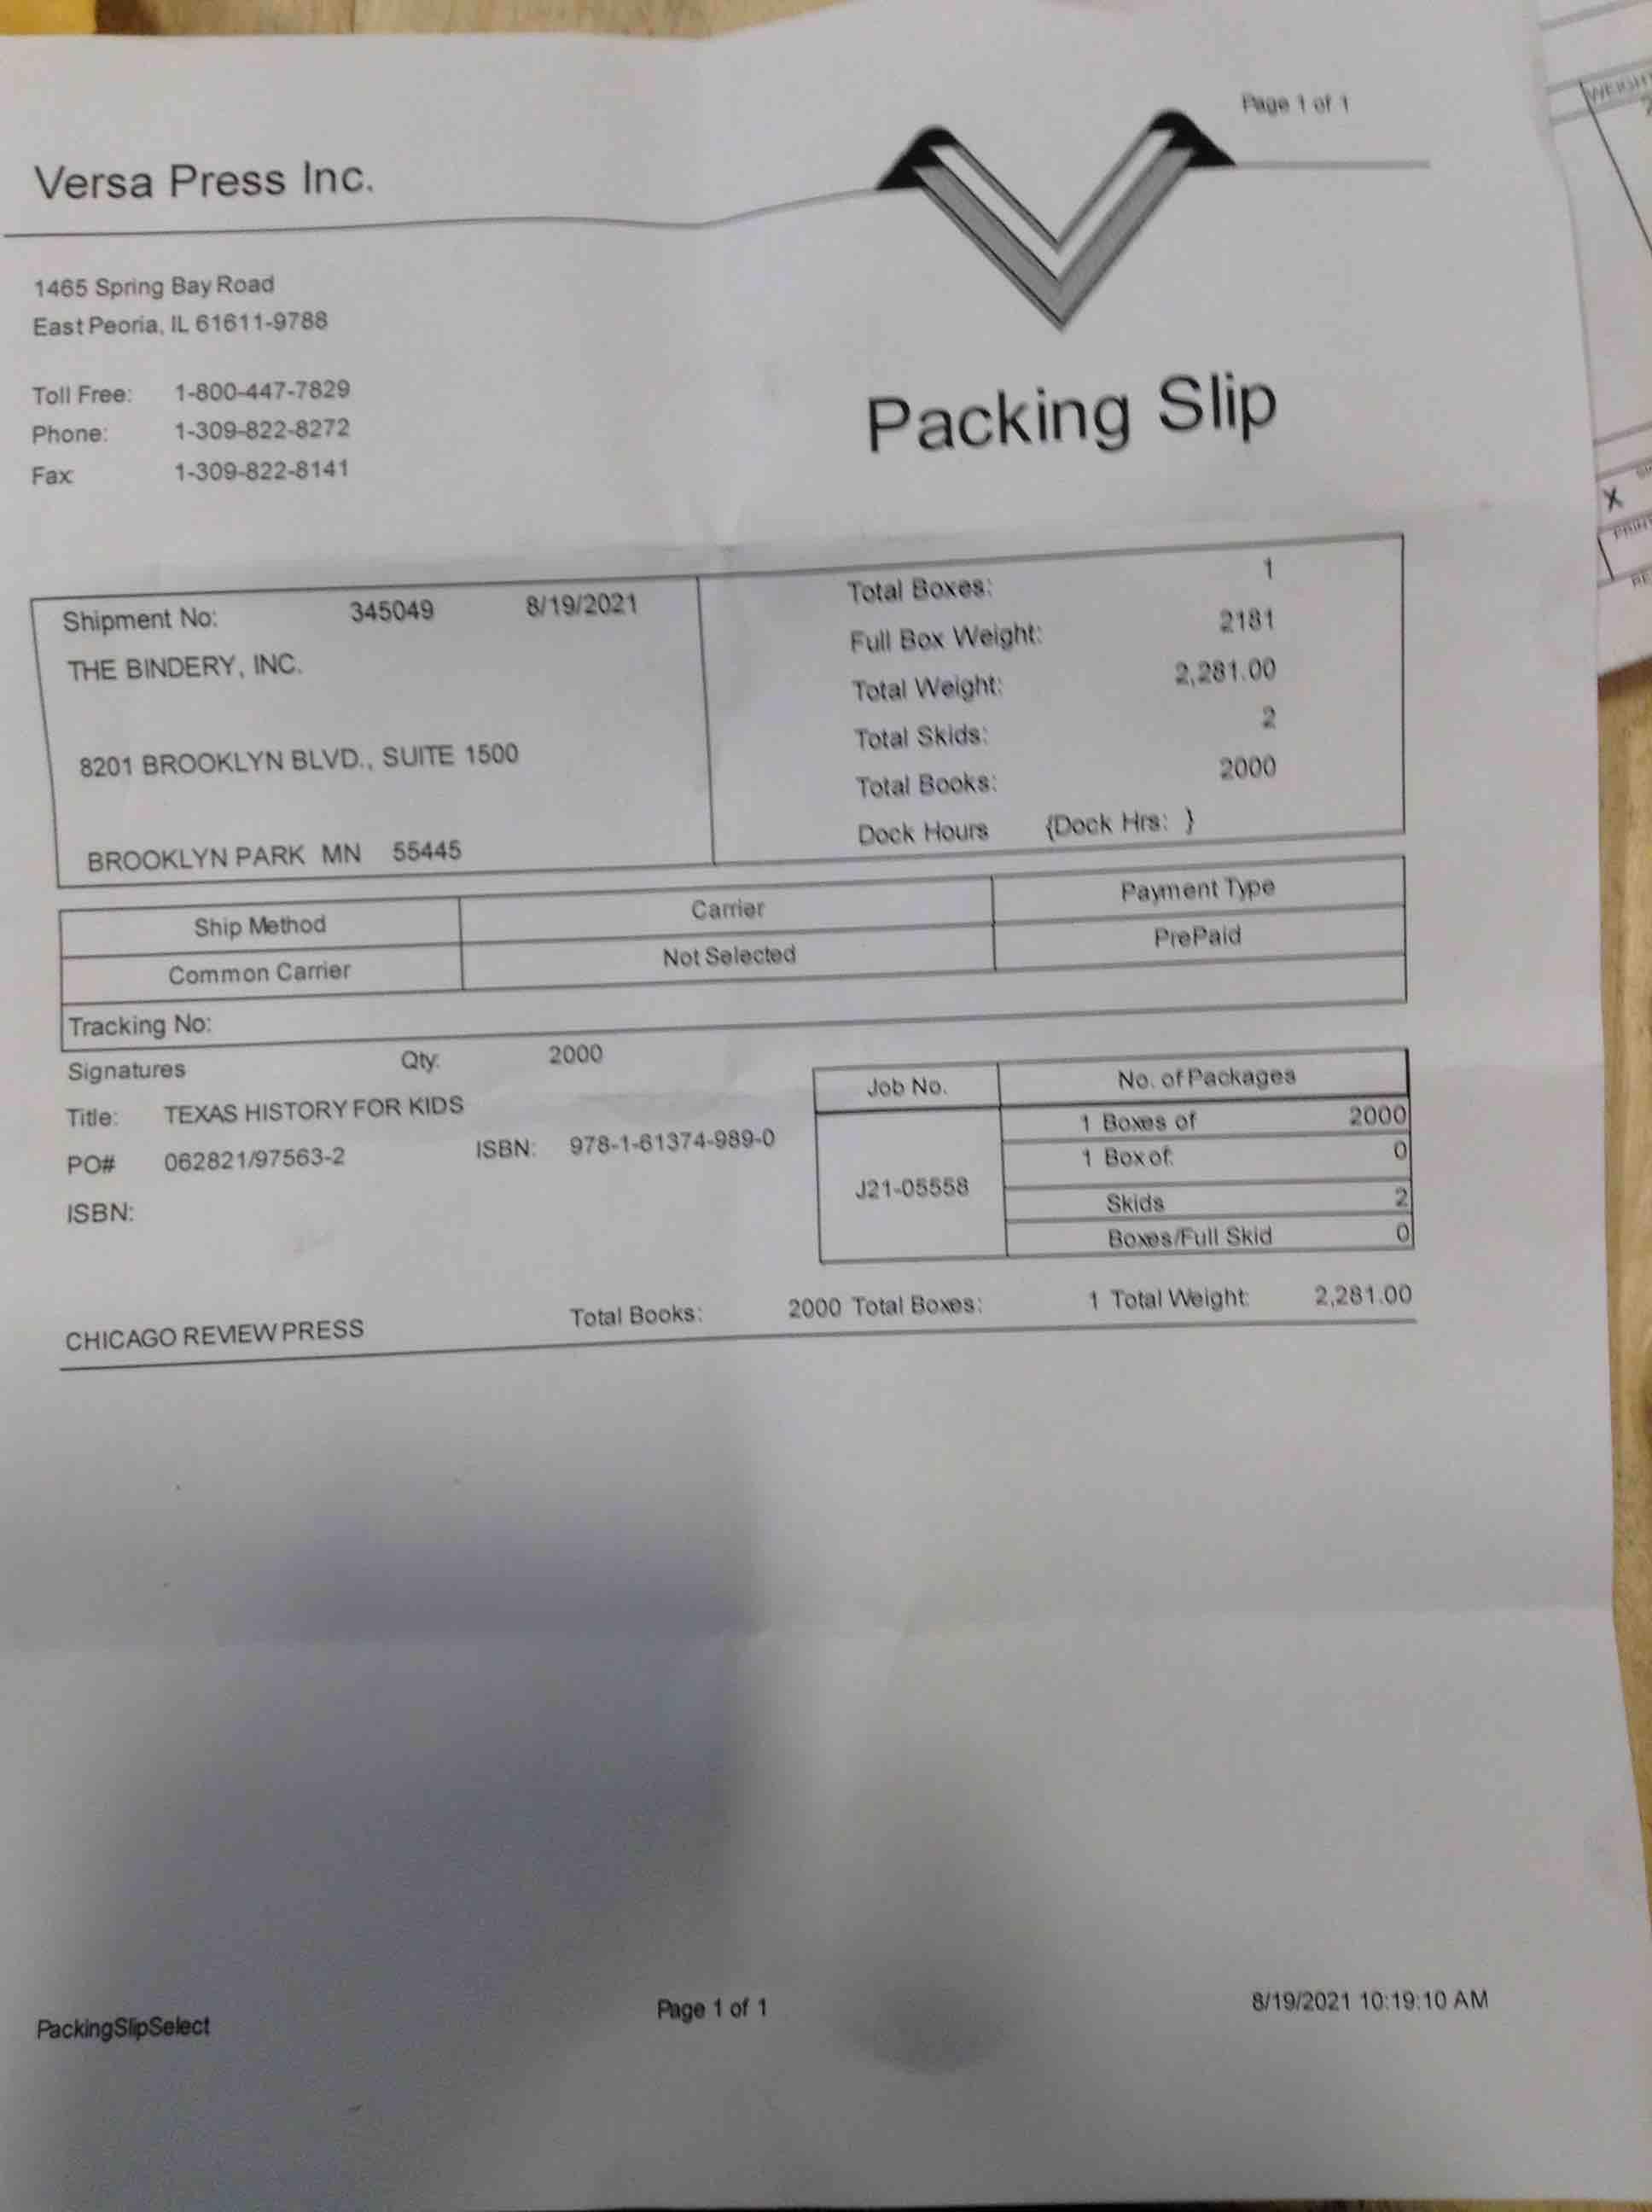 Page 1 of 1
Versa Press Inc.
1465 Spring Bay Road
East Peoria, IL 61611-9788
Toll Free: 1-800-447-7829
Phone: 1-309-822-8272
Fax: 1-309-822-8141
Packing Slip
Shipment No: 345049 8/19/2021
THE BINDERY, INC.
8201 BROOKLYN BLVD., SUITE 1500
BROOKLYN PARK MN 55445
Total Boxes: 1
Full Box Weight: 2181
Total Weight: 2,281.00
Total Skids: 2
Total Books: 2000
Dock Hours {Dock Hrs: }
Ship Method Carrier Payment Type
Common Carrier Not Selected PrePaid
Tracking No:
Signatures Qty: 2000
Title: TEXAS HISTORY FOR KIDS
PO# 062821/97563-2 ISBN: 978-1-61374-989-0
ISBN:
Job No. No. of Packages
J21-05558
1 Boxes of 2000
1 Box of: 0
Skids 2
Boxes/Full Skid 0
CHICAGO REVIEW PRESS Total Books: 2000 Total Boxes: 1 Total Weight: 2,281.00
PackingSlipSelect Page 1 of 1 8/19/2021 10:19:10 AM
WEIGHT
X